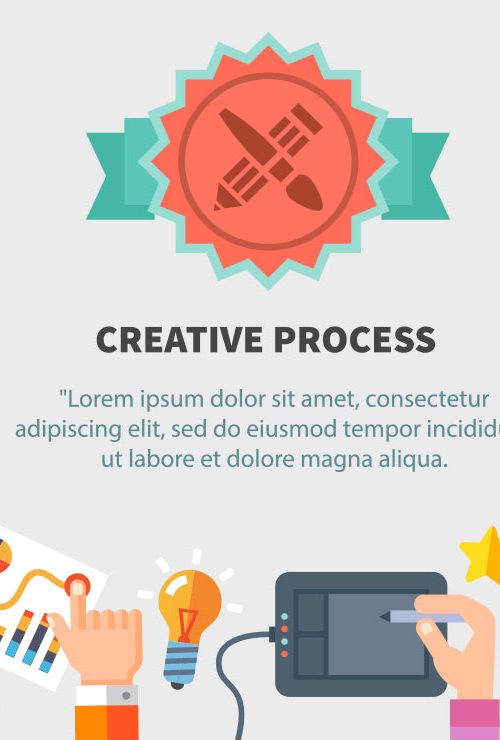 CREATIVE PROCESS
"Lorem ipsum dolor sit amet, consectetur
adipiscing elit, sed do eiusmod tempor
ut labore et dolore magna aliqua.